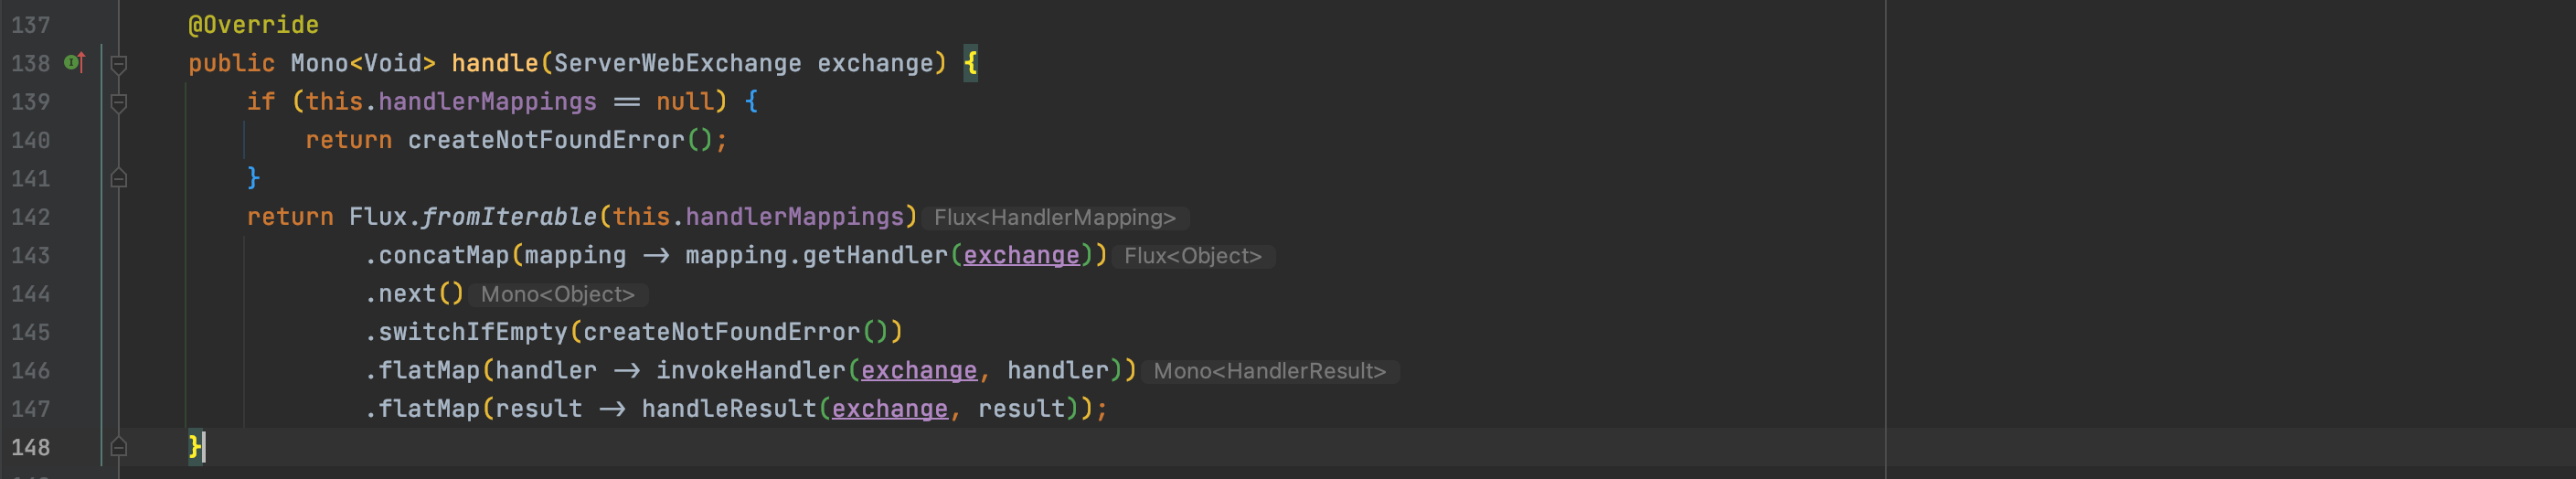 137 @Override
138 public Mono<Void> handle(ServerWebExchange exchange) {
139 if (this.handlerMappings == null) {
140 return createNotFoundError();
141 }
142 return Flux.fromIterable(this.handlerMappings) Flux<HandlerMapping>
143 .concatMap(mapping -> mapping.getHandler(exchange)) Flux<Object>
144 .next() Mono<Object>
145 .switchIfEmpty(createNotFoundError())
146 .flatMap(handler -> invokeHandler(exchange, handler)) Mono<HandlerResult>
147 .flatMap(result -> handleResult(exchange, result));
148 }